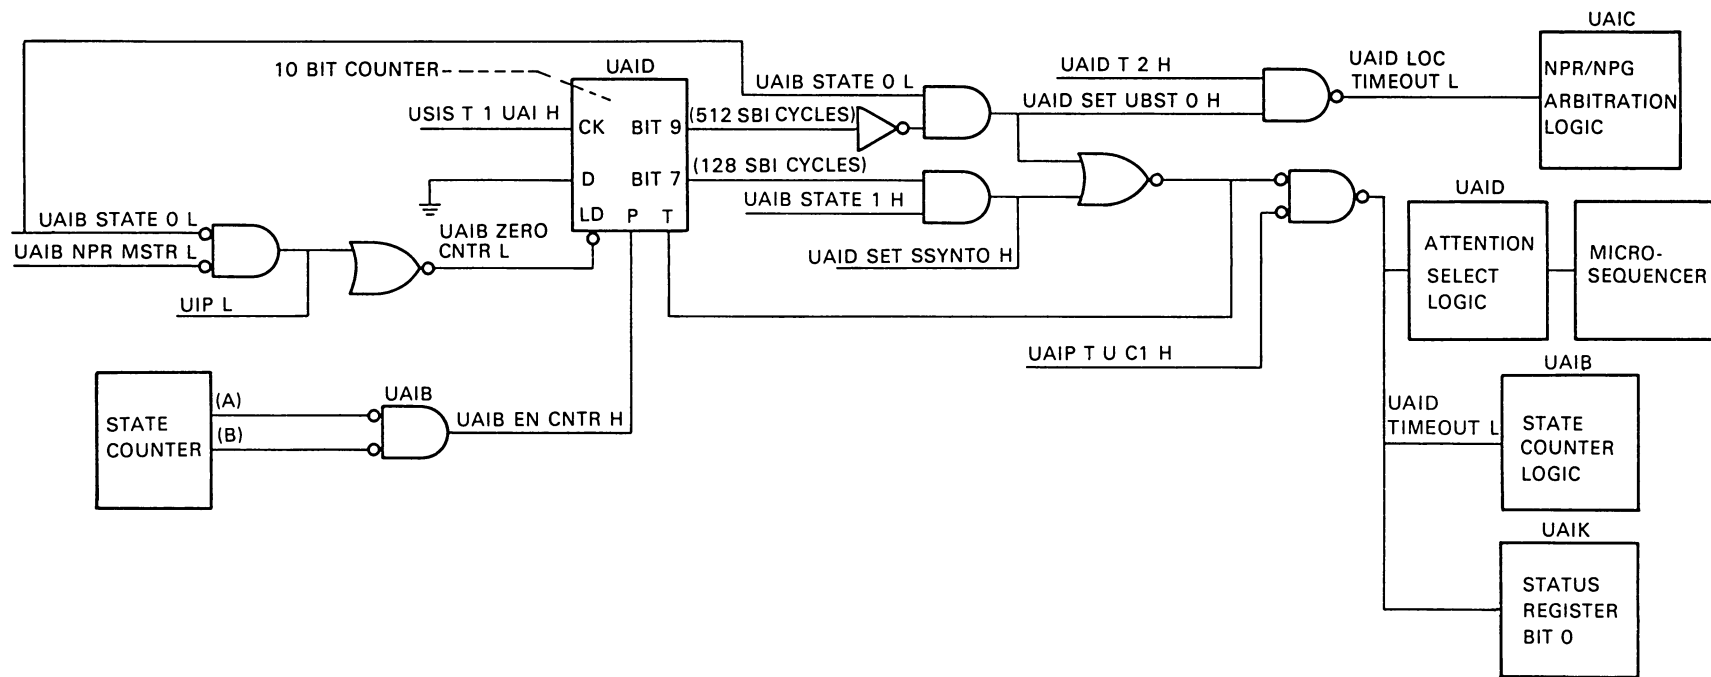 UAIC
UAID T 2 H
UAID LOC
TIMEOUT L
NPR/NPG
ARBITRATION
LOGIC
10 BIT COUNTER
UAID
UAIB STATE 0 L
UAID SET UBST 0 H
USIS T 1 UAI H
CK
BIT 9
(512 SBI CYCLES)
D
BIT 7
(128 SBI CYCLES)
LD
P
T
UAIB STATE 1 H
UAID
UAIB STATE 0 L
UAIB NPR MSTR L
UAIB ZERO
CNTR L
UAID SET SSYNTO H
ATTENTION
SELECT
LOGIC
MICRO-
SEQUENCER
UIP L
UAIP T U C1 H
STATE
COUNTER
(A)
(B)
UAIB
UAIB EN CNTR H
UAIB
UAID
TIMEOUT L
STATE
COUNTER
LOGIC
UAIK
STATUS
REGISTER
BIT 0